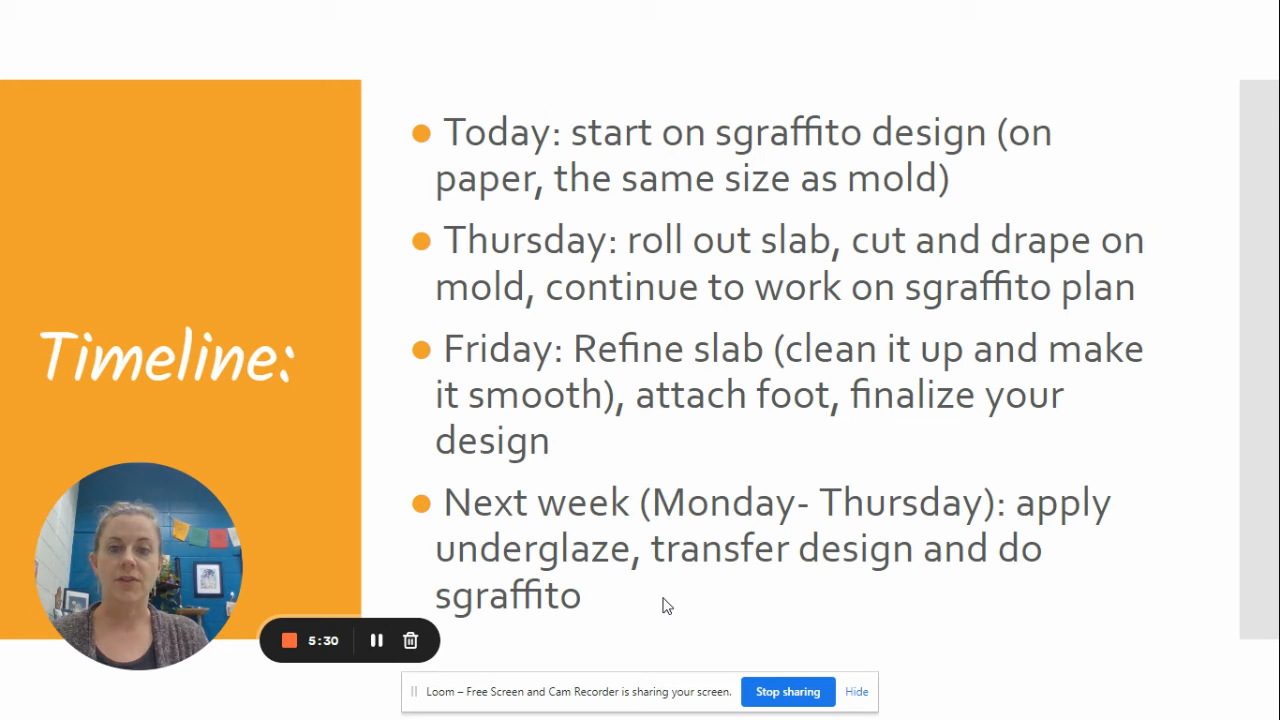 Timeline:
Today: start on sgraffito design (on
paper, the same size as mold)
Thursday: roll out slab, cut and drape on
mold, continue to work on sgraffito plan
Friday: Refine slab (clean it up and make
it smooth), attach foot, finalize your
design
Next week (Monday- Thursday): apply
underglaze, transfer design and do
sgraffito
5:30
Loom – Free Screen and Cam Recorder is sharing your screen.
Stop sharing
Hide